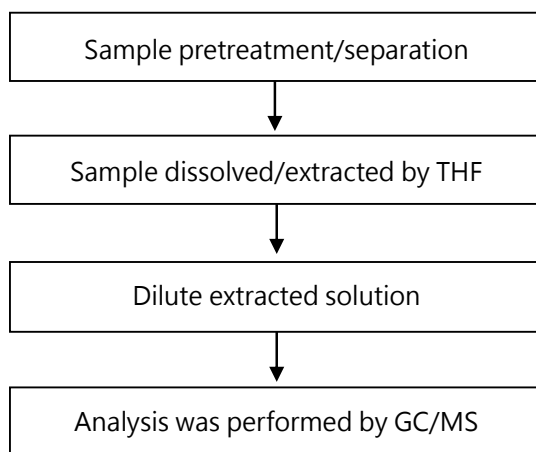 Sample pretreatment/separation
Sample dissolved/extracted by THF
Dilute extracted solution
Analysis was performed by GC/MS